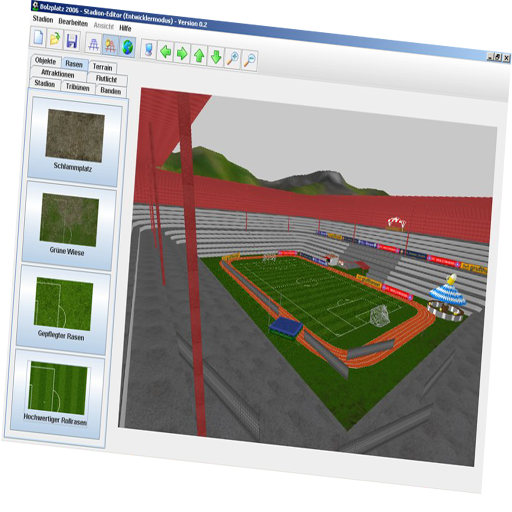 Bolzplatz 2006 - Stadion-Editor (Entwicklermodus) - Version 0.2
Stadion Bearbeiten Ansicht Hilfe
Objekte Rasen Terrain
Attraktionen Flutlicht
Stadion Tribünen Banden
Schlammplatz
Grüne Wiese
Gepflegter Rasen
Hochwertiger Rollrasen